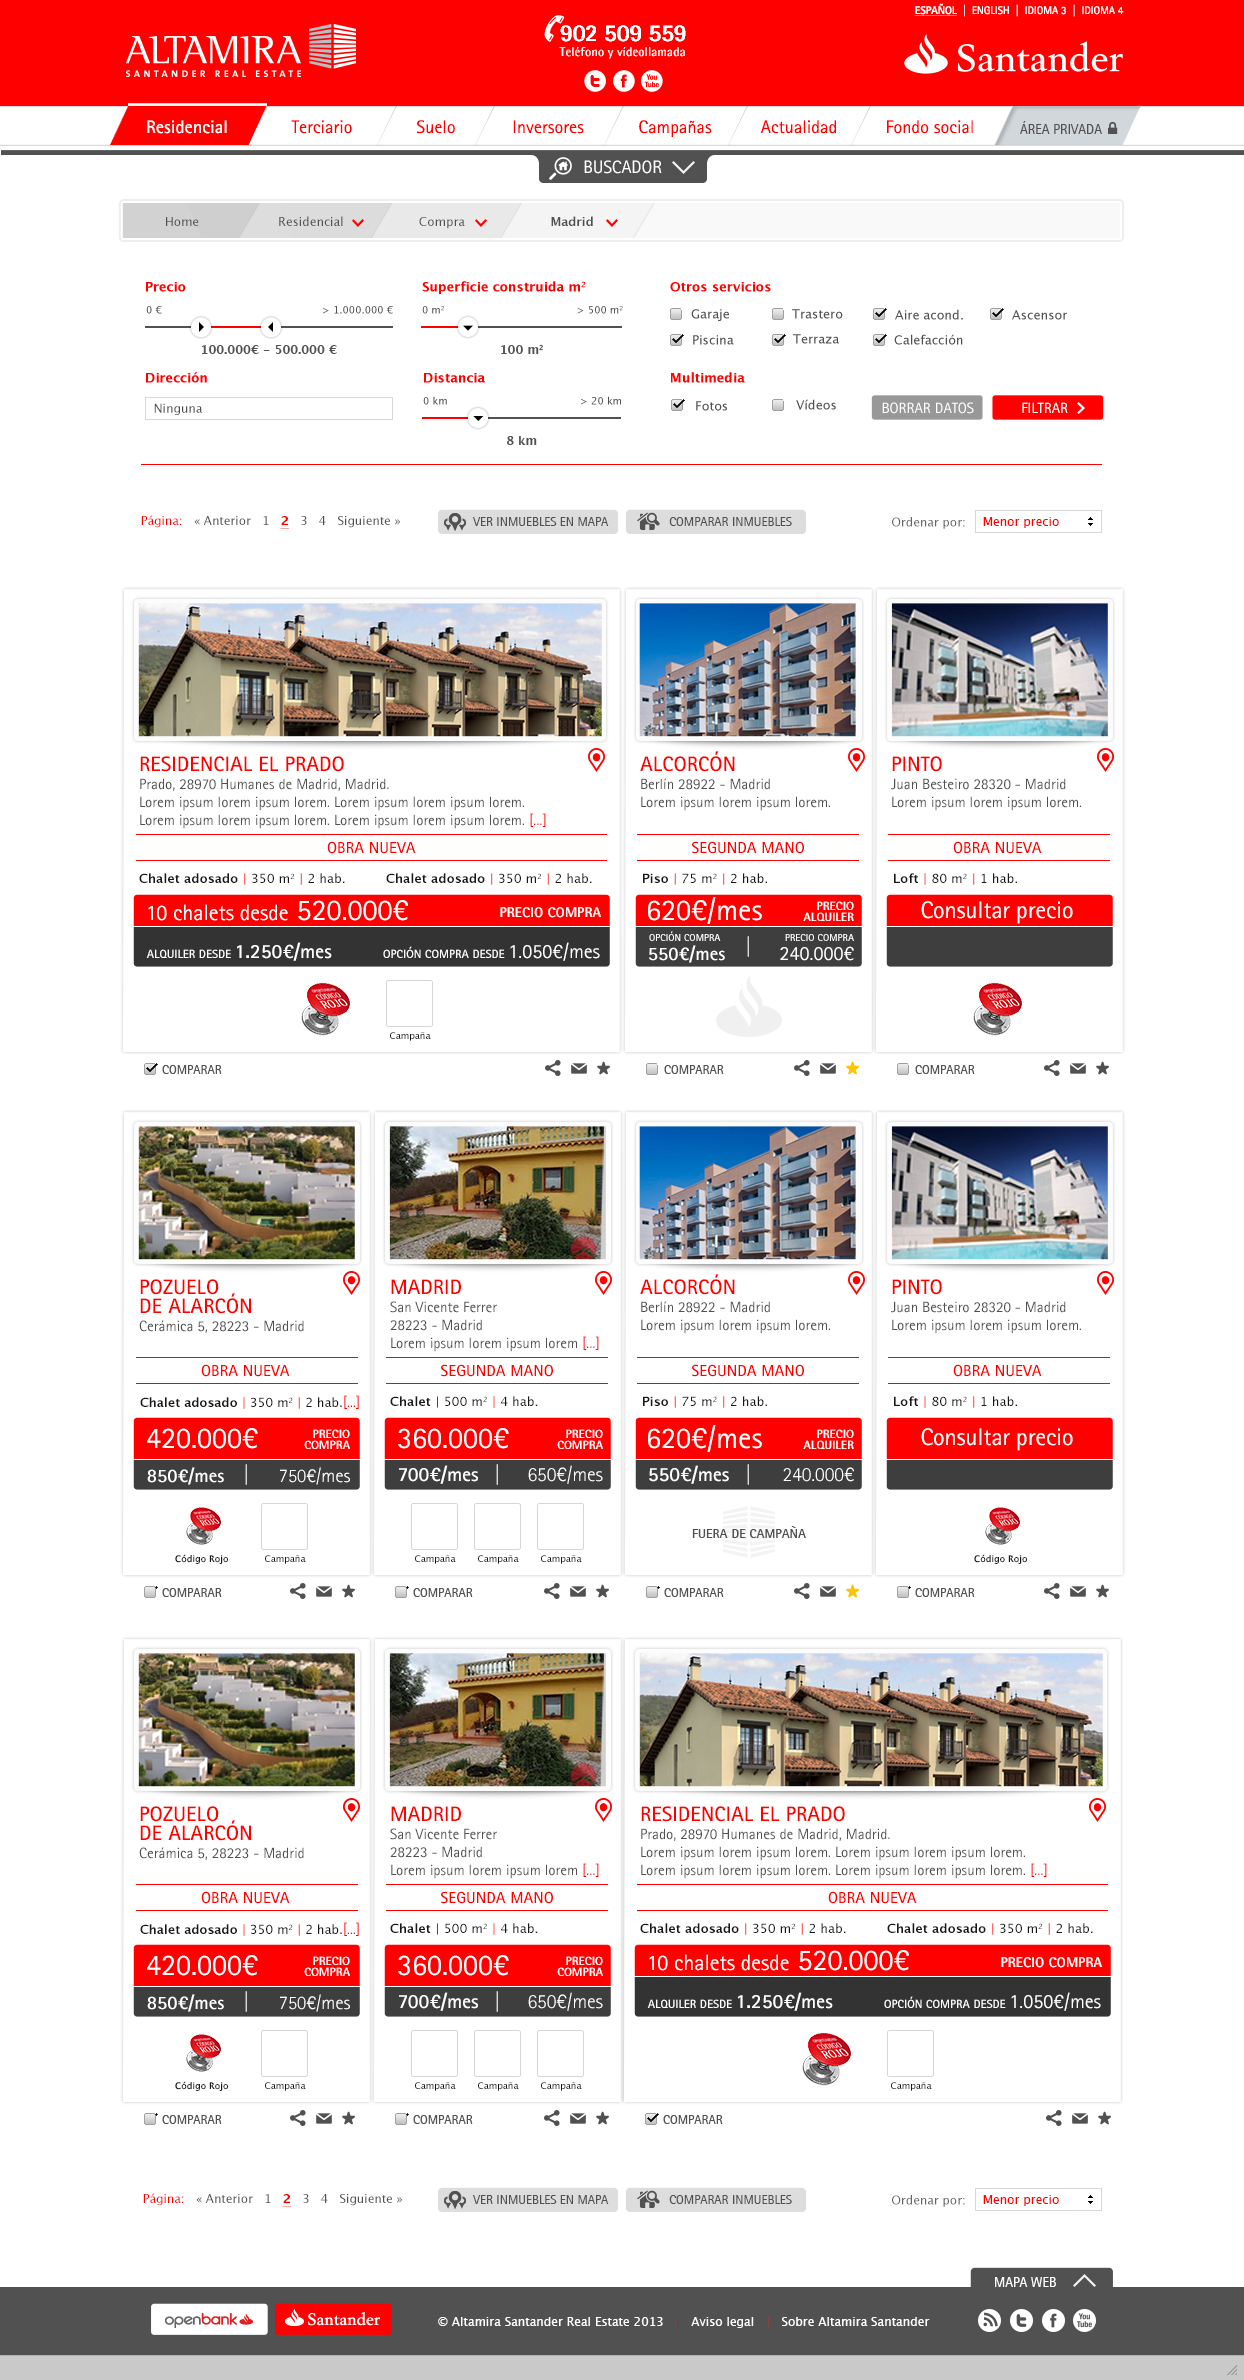 ESPAÑOL | ENGLISH | IDIOMA 3 | IDIOMA 4
ALTAMIRA
SANTANDER REAL ESTATE
902 509 559
Teléfono y vídeollamada
You Tube
Santander
Residencial Terciario Suelo Inversores Campañas Actualidad Fondo social ÁREA PRIVADA
BUSCADOR
Home Residencial Compra Madrid
Precio
0 € > 1.000.000 €
100.000€ – 500.000 €
Superficie construida m²
0 m² > 500 m²
100 m²
Otros servicios
Garaje Trastero Aire acond. Ascensor
Piscina Terraza Calefacción
Dirección
Ninguna
Distancia
0 km > 20 km
8 km
Multimedia
Fotos Vídeos BORRAR DATOS FILTRAR
Página: « Anterior 1 2 3 4 Siguiente » VER INMUEBLES EN MAPA COMPARAR INMUEBLES Ordenar por: Menor precio
RESIDENCIAL EL PRADO
Prado, 28970 Humanes de Madrid, Madrid.
Lorem ipsum lorem ipsum lorem. Lorem ipsum lorem ipsum lorem.
Lorem ipsum lorem ipsum lorem. Lorem ipsum lorem ipsum lorem. [...]
OBRA NUEVA
Chalet adosado | 350 m² | 2 hab. Chalet adosado | 350 m² | 2 hab.
10 chalets desde 520.000€ PRECIO COMPRA
ALQUILER DESDE 1.250€/mes OPCIÓN COMPRA DESDE 1.050€/mes
CÓDIGO ROJO
Campaña
COMPARAR
ALCORCÓN
Berlín 28922 - Madrid
Lorem ipsum lorem ipsum lorem.
SEGUNDA MANO
Piso | 75 m² | 2 hab.
620€/mes PRECIO ALQUILER
OPCIÓN COMPRA PRECIO COMPRA
550€/mes | 240.000€
COMPARAR
PINTO
Juan Besteiro 28320 - Madrid
Lorem ipsum lorem ipsum lorem.
OBRA NUEVA
Loft | 80 m² | 1 hab.
Consultar precio
CÓDIGO ROJO
COMPARAR
POZUELO
DE ALARCÓN
Cerámica 5, 28223 - Madrid
OBRA NUEVA
Chalet adosado | 350 m² | 2 hab.[...]
420.000€ PRECIO COMPRA
850€/mes | 750€/mes
CÓDIGO ROJO
Código Rojo Campaña
COMPARAR
MADRID
San Vicente Ferrer
28223 - Madrid
Lorem ipsum lorem ipsum lorem [...]
SEGUNDA MANO
Chalet | 500 m² | 4 hab.
360.000€ PRECIO COMPRA
700€/mes | 650€/mes
Campaña Campaña Campaña
COMPARAR
ALCORCÓN
Berlín 28922 - Madrid
Lorem ipsum lorem ipsum lorem.
SEGUNDA MANO
Piso | 75 m² | 2 hab.
620€/mes PRECIO ALQUILER
550€/mes | 240.000€
FUERA DE CAMPAÑA
COMPARAR
PINTO
Juan Besteiro 28320 - Madrid
Lorem ipsum lorem ipsum lorem.
OBRA NUEVA
Loft | 80 m² | 1 hab.
Consultar precio
CÓDIGO ROJO
Código Rojo
COMPARAR
POZUELO
DE ALARCÓN
Cerámica 5, 28223 - Madrid
OBRA NUEVA
Chalet adosado | 350 m² | 2 hab.[...]
420.000€ PRECIO COMPRA
850€/mes | 750€/mes
CÓDIGO ROJO
Código Rojo Campaña
COMPARAR
MADRID
San Vicente Ferrer
28223 - Madrid
Lorem ipsum lorem ipsum lorem [...]
SEGUNDA MANO
Chalet | 500 m² | 4 hab.
360.000€ PRECIO COMPRA
700€/mes | 650€/mes
Campaña Campaña Campaña
COMPARAR
RESIDENCIAL EL PRADO
Prado, 28970 Humanes de Madrid, Madrid.
Lorem ipsum lorem ipsum lorem. Lorem ipsum lorem ipsum lorem.
Lorem ipsum lorem ipsum lorem. Lorem ipsum lorem ipsum lorem. [...]
OBRA NUEVA
Chalet adosado | 350 m² | 2 hab. Chalet adosado | 350 m² | 2 hab.
10 chalets desde 520.000€ PRECIO COMPRA
ALQUILER DESDE 1.250€/mes OPCIÓN COMPRA DESDE 1.050€/mes
CÓDIGO ROJO
Campaña
COMPARAR
Página: « Anterior 1 2 3 4 Siguiente » VER INMUEBLES EN MAPA COMPARAR INMUEBLES Ordenar por: Menor precio
MAPA WEB
openbank Santander © Altamira Santander Real Estate 2013 | Aviso legal | Sobre Altamira Santander You Tube